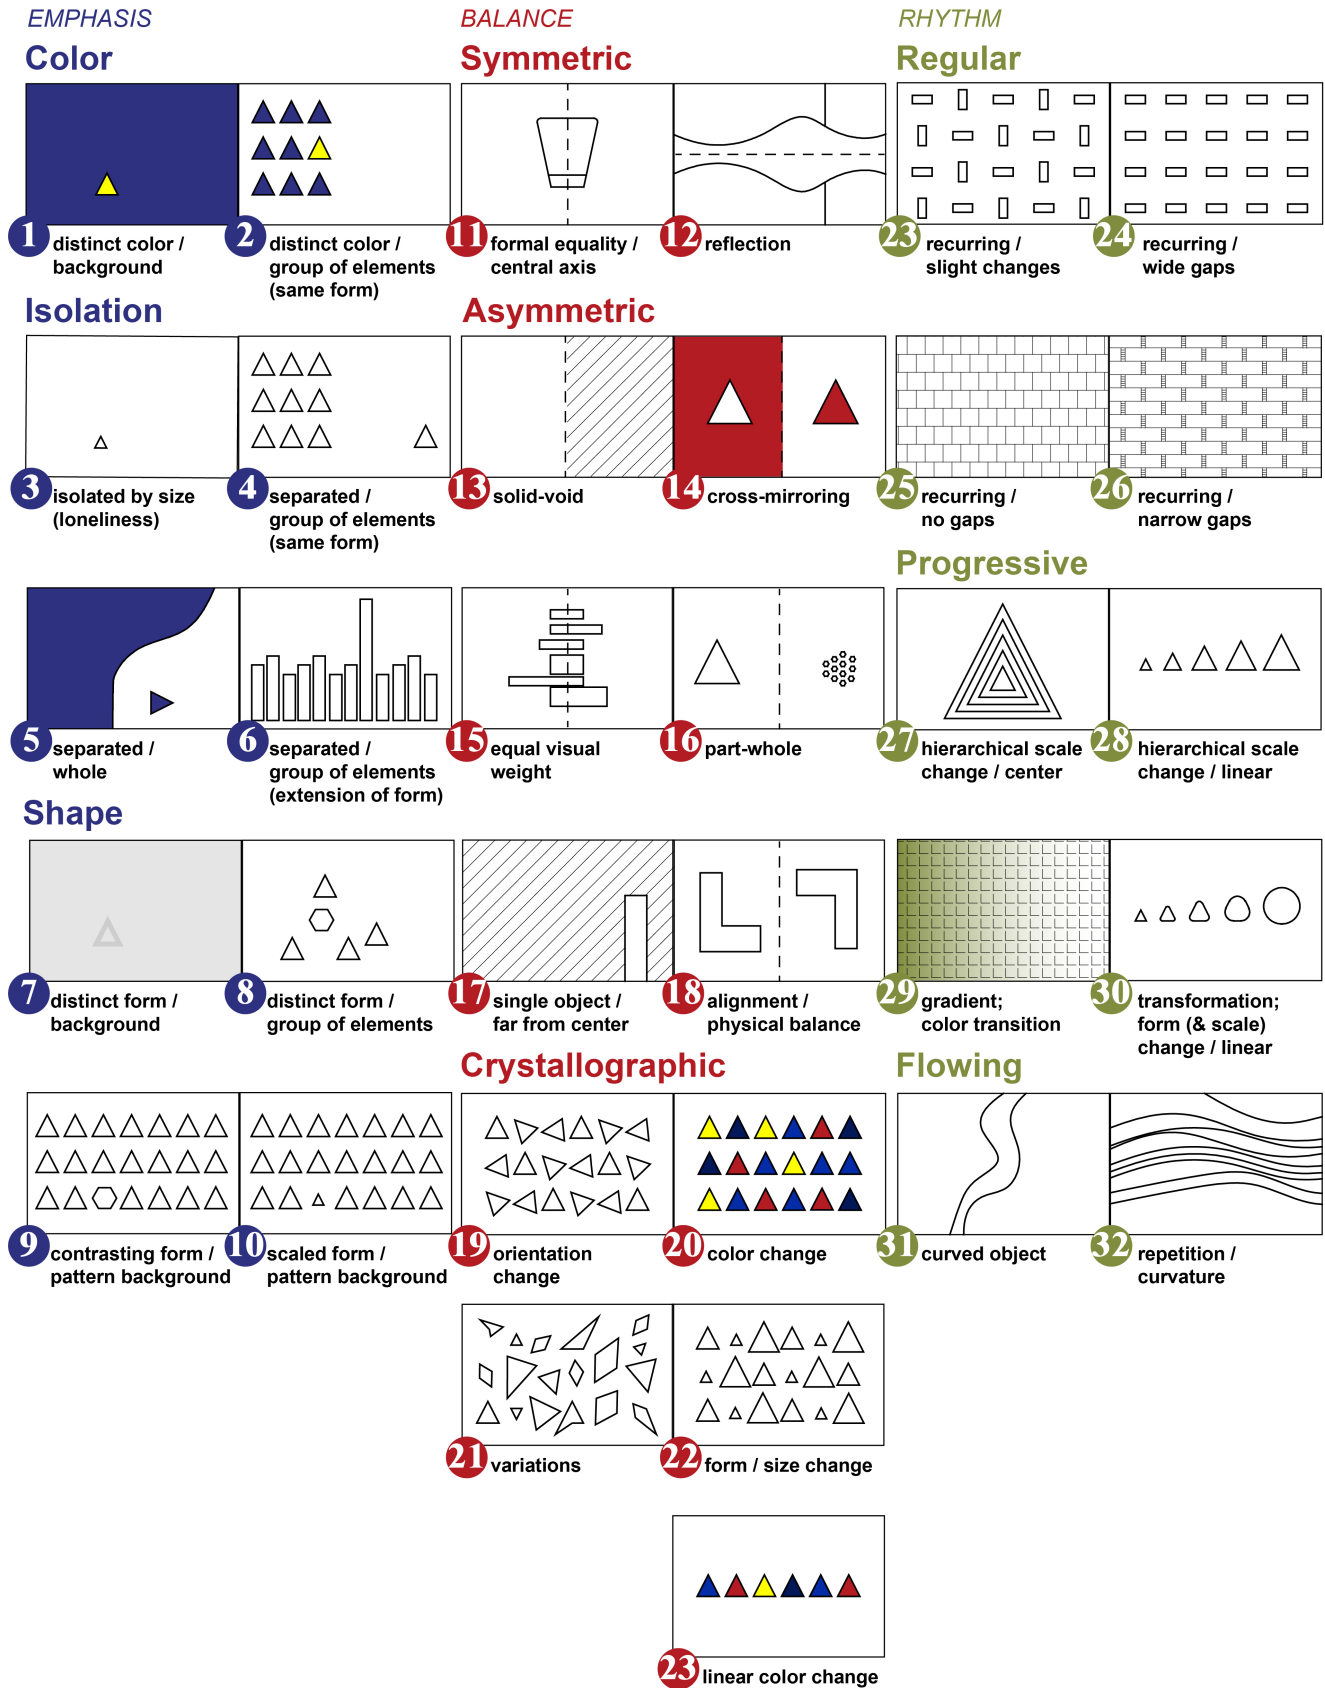 EMPHASIS
BALANCE
RHYTHM
Color
Symmetric
Regular
1
distinct color /
background
2
distinct color /
group of elements
(same form)
11
formal equality /
central axis
12
reflection
23
recurring /
slight changes
24
recurring /
wide gaps
Isolation
Asymmetric
3
isolated by size
(loneliness)
4
separated /
group of elements
(same form)
13
solid-void
14
cross-mirroring
25
recurring /
no gaps
26
recurring /
narrow gaps
Progressive
5
separated /
whole
6
separated /
group of elements
(extension of form)
15
equal visual
weight
16
part-whole
27
hierarchical scale
change / center
28
hierarchical scale
change / linear
Shape
7
distinct form /
background
8
distinct form /
group of elements
17
single object /
far from center
18
alignment /
physical balance
29
gradient;
color transition
30
transformation;
form (& scale)
change / linear
Crystallographic
Flowing
9
contrasting form /
pattern background
10
scaled form /
pattern background
19
orientation
change
20
color change
31
curved object
32
repetition /
curvature
21
variations
22
form / size change
23
linear color change